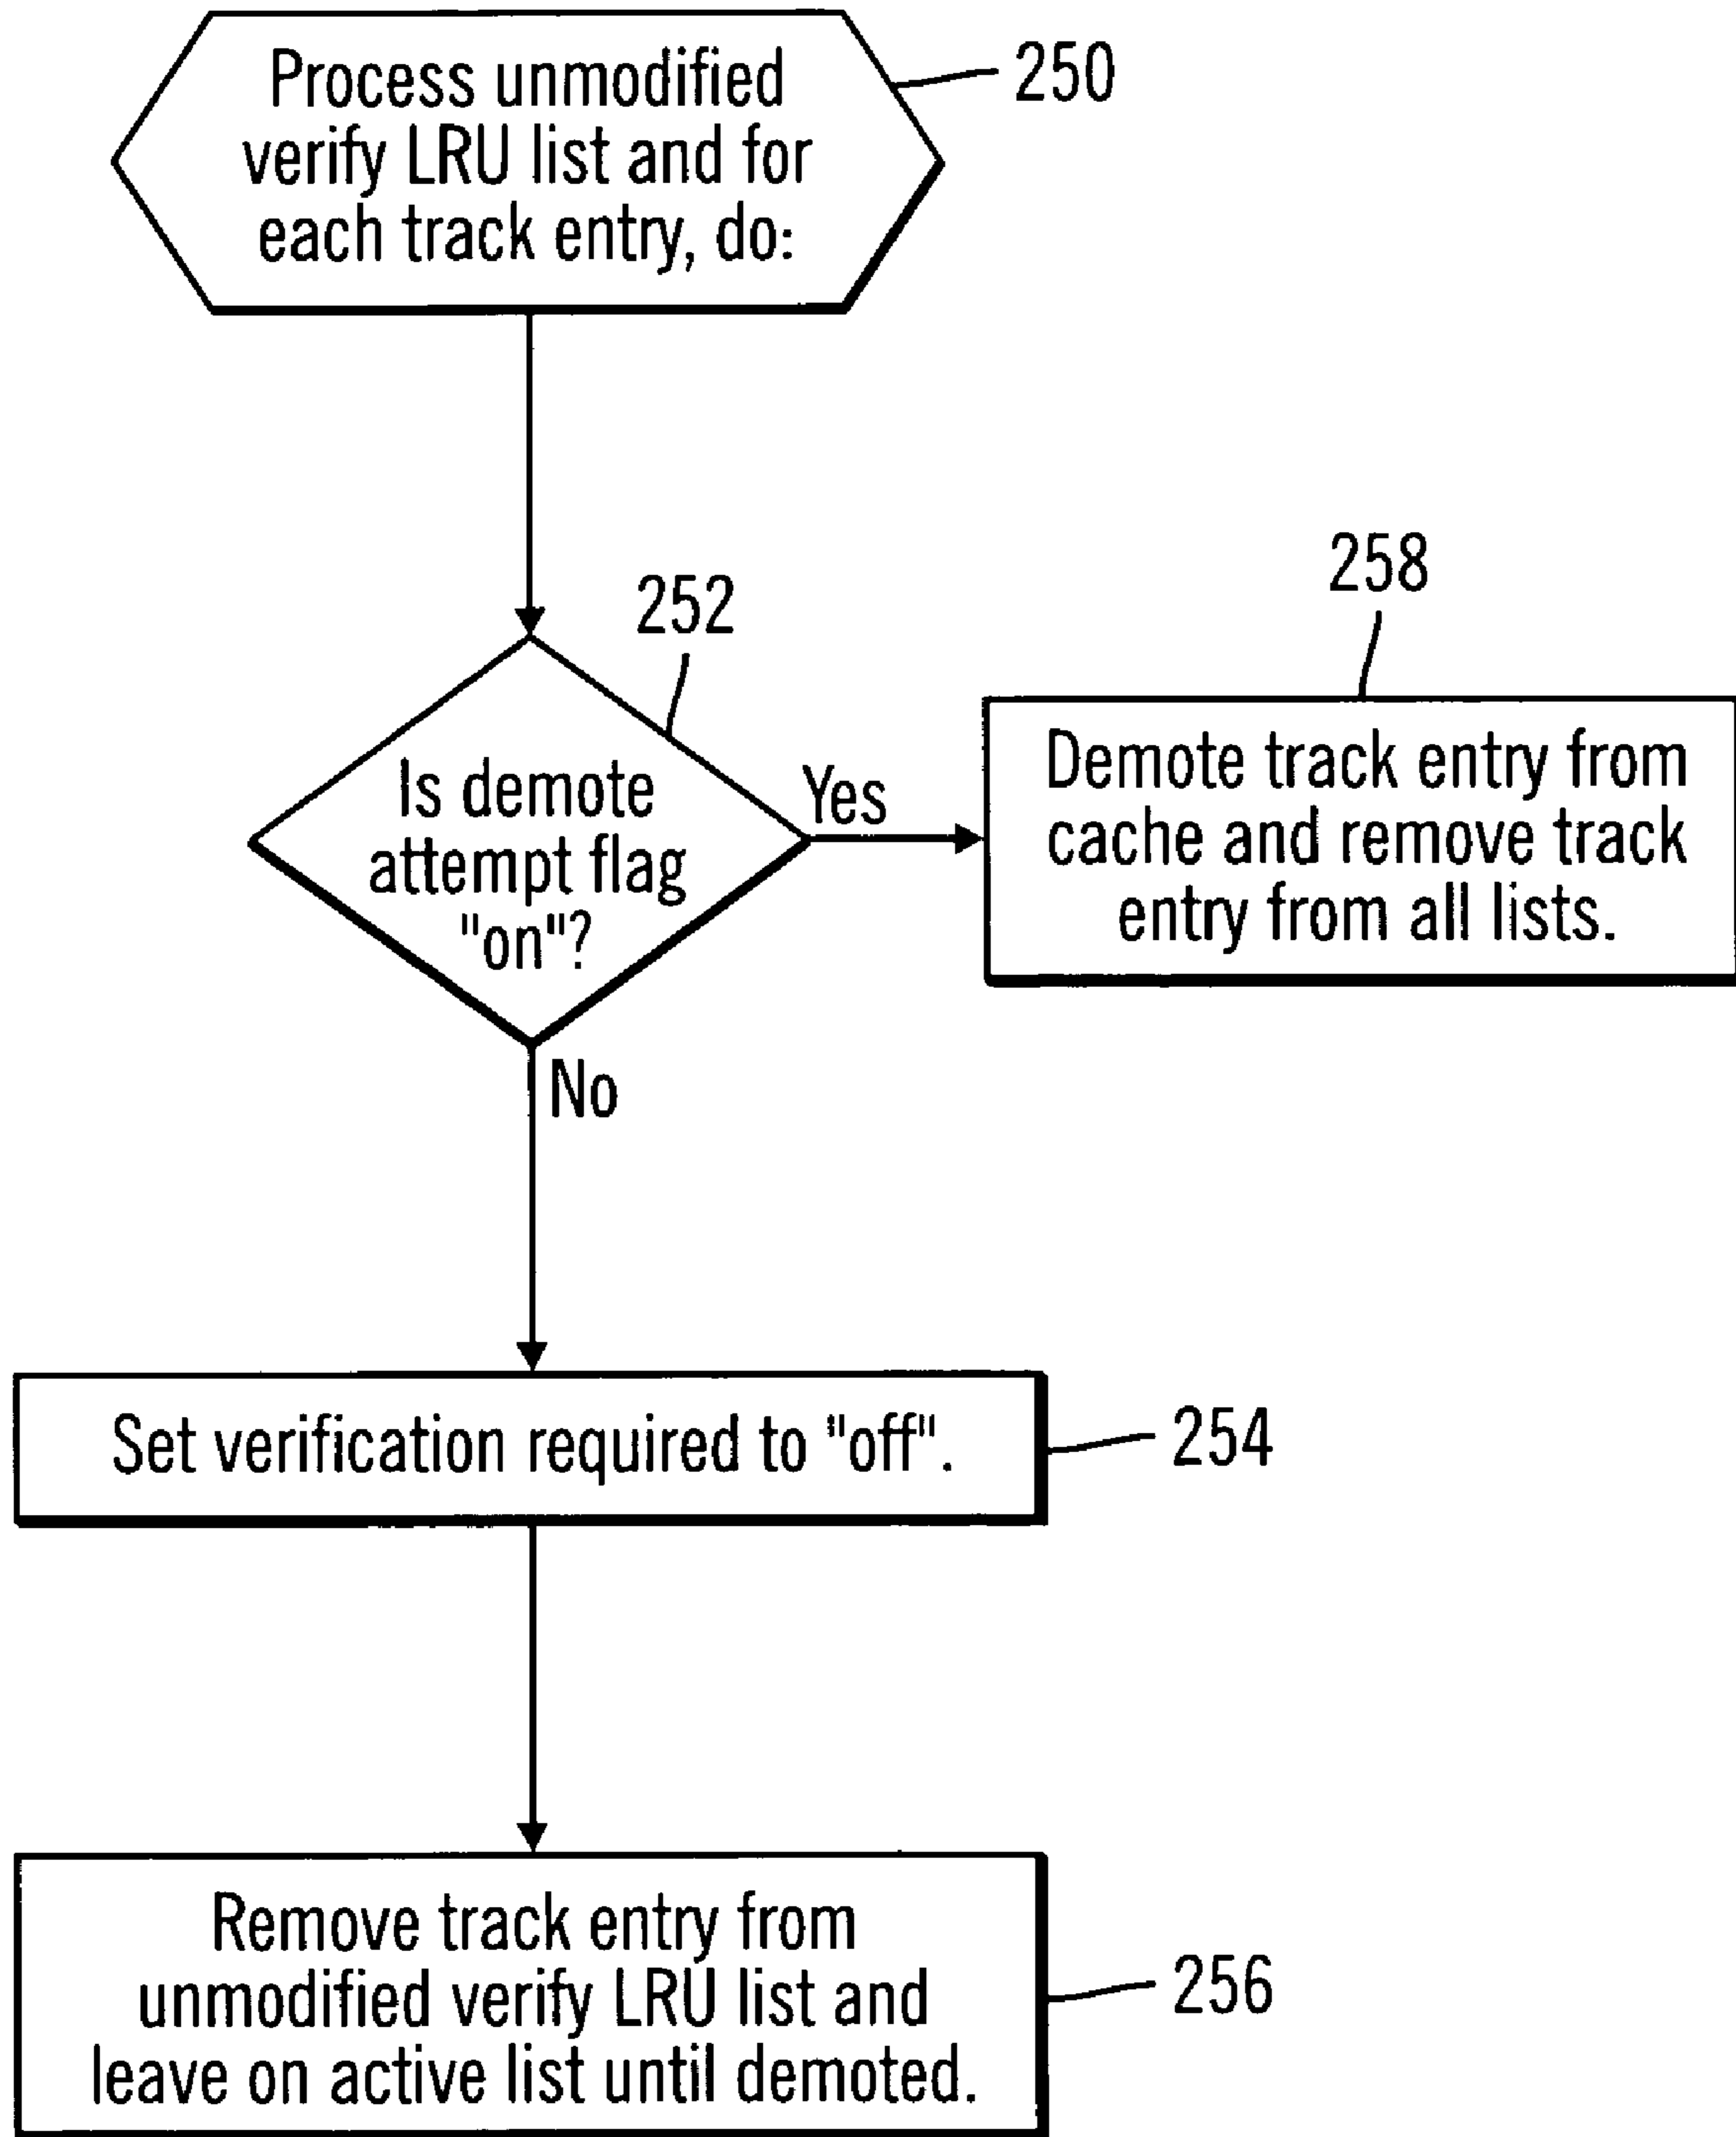 Process unmodified
verify LRU list and for
each track entry, do:
250
252
Is demote
attempt flag
"on"?
Yes
258
Demote track entry from
cache and remove track
entry from all lists.
No
Set verification required to "off".
254
Remove track entry from
unmodified verify LRU list and
leave on active list until demoted.
256